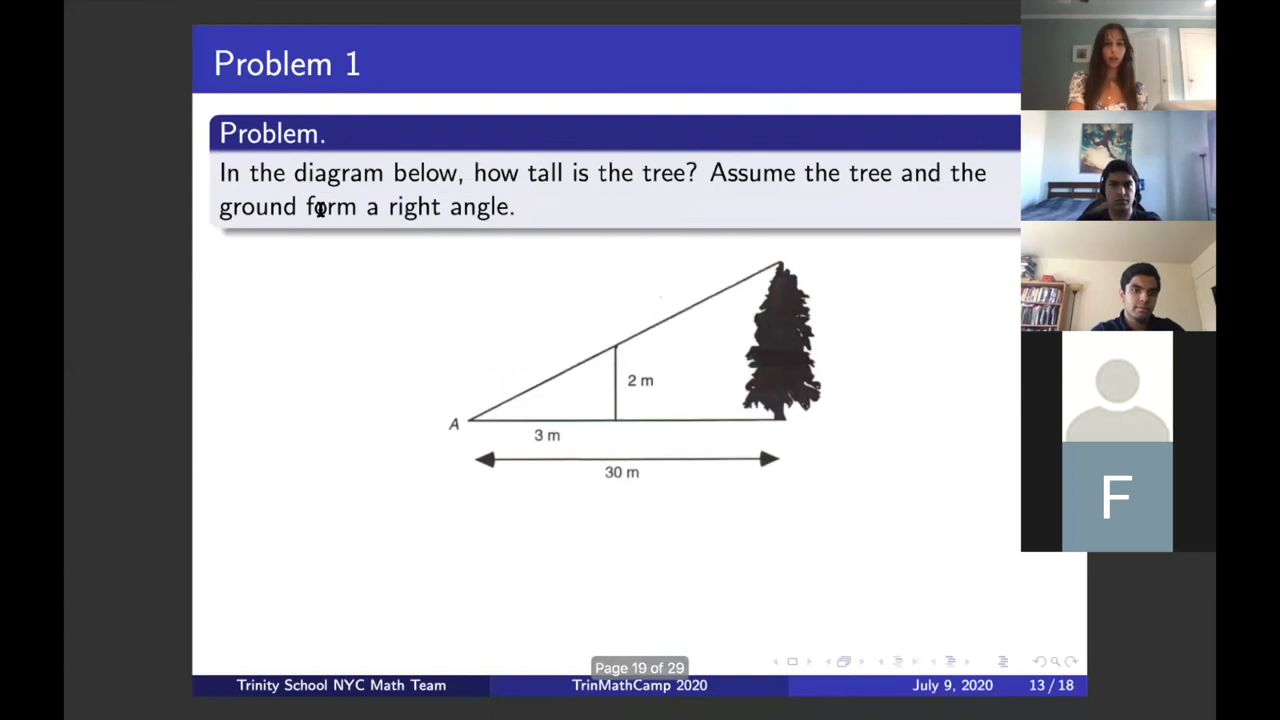 Problem 1
Problem.
In the diagram below, how tall is the tree? Assume the tree and the
ground form a right angle.
2 m
A
3 m
30 m
F
Page 19 of 29
Trinity School NYC Math Team
TrinMathCamp 2020
July 9, 2020
13 / 18